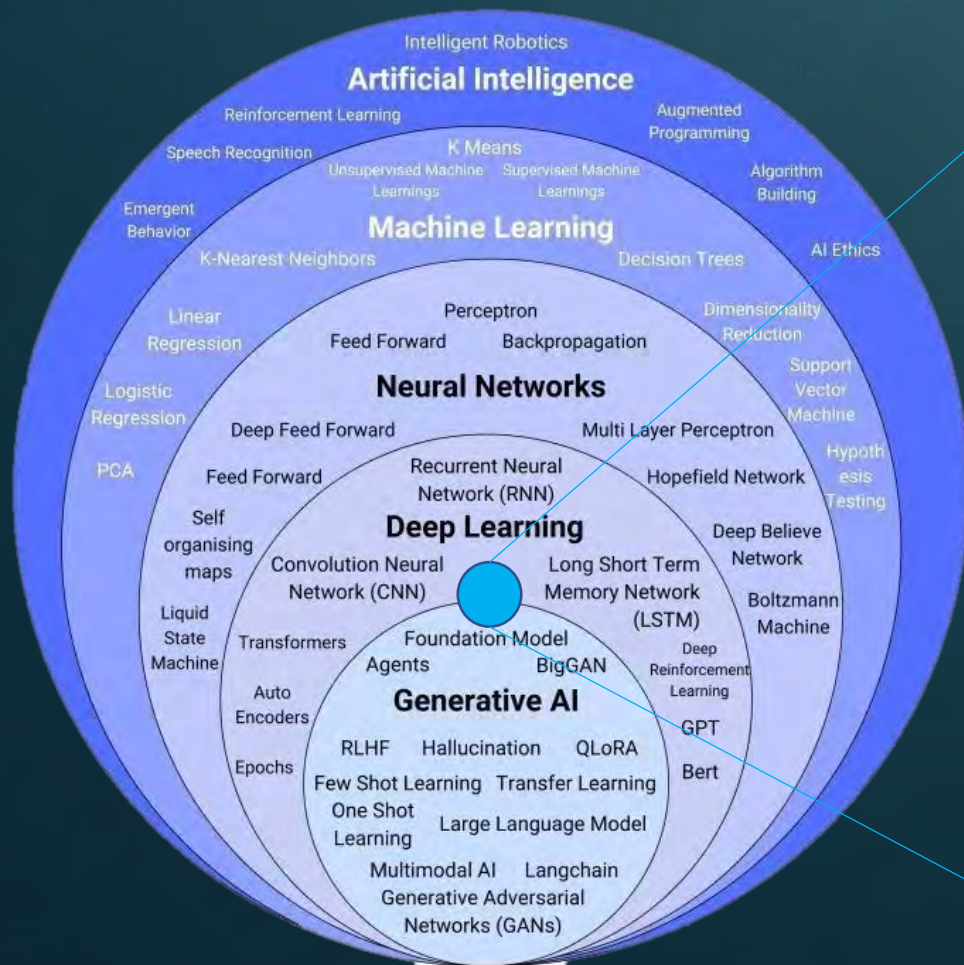 Intelligent Robotics
Artificial Intelligence
Reinforcement Learning
Augmented
Programming
Speech Recognition
Algorithm
Building
Emergent
Behavior
AI Ethics
K Means
Unsupervised Machine
Learnings
Supervised Machine
Learnings
Machine Learning
K-Nearest Neighbors
Decision Trees
Linear
Regression
Dimensionality
Reduction
Logistic
Regression
Support
Vector
Machine
PCA
Hypoth
esis
Testing
Perceptron
Feed Forward
Backpropagation
Neural Networks
Deep Feed Forward
Multi Layer Perceptron
Feed Forward
Hopefield Network
Self
organising
maps
Deep Believe
Network
Liquid
State
Machine
Boltzmann
Machine
Recurrent Neural
Network (RNN)
Deep Learning
Convolution Neural
Network (CNN)
Long Short Term
Memory Network
(LSTM)
Transformers
Deep
Reinforcement
Learning
Auto
Encoders
GPT
Epochs
Bert
Foundation Model
Agents
BigGAN
Generative AI
RLHF
Hallucination
QLoRA
Few Shot Learning
Transfer Learning
One Shot
Learning
Large Language Model
Multimodal AI
Langchain
Generative Adversarial
Networks (GANs)